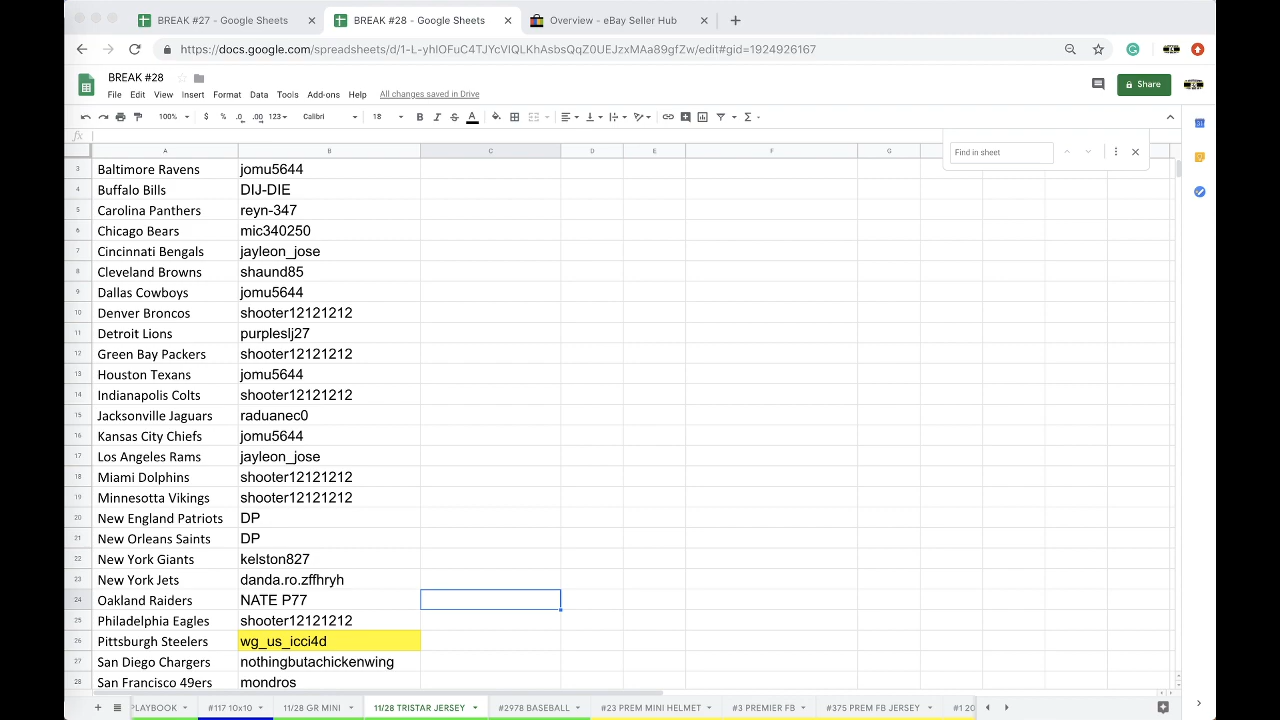 BREAK #27 - Google Sheets
BREAK #28 - Google Sheets
Overview - eBay Seller Hub
https://docs.google.com/spreadsheets/d/1-L-yhIOFuC4TJYcVIQLKhAsbsQqZ0UEJzxMAa89gfZw/edit#gid=1924926167
BREAK #28
File Edit View Insert Format Data Tools Add-ons Help All changes saved in Drive
Share
100% $ % .0 .00 123 Calibri 18 B I S A
fx
Find in sheet
A B C D E F G
3 Baltimore Ravens jomu5644
4 Buffalo Bills DIJ-DIE
5 Carolina Panthers reyn-347
6 Chicago Bears mic340250
7 Cincinnati Bengals jayleon_jose
8 Cleveland Browns shaund85
9 Dallas Cowboys jomu5644
10 Denver Broncos shooter12121212
11 Detroit Lions purpleslj27
12 Green Bay Packers shooter12121212
13 Houston Texans jomu5644
14 Indianapolis Colts shooter12121212
15 Jacksonville Jaguars raduanec0
16 Kansas City Chiefs jomu5644
17 Los Angeles Rams jayleon_jose
18 Miami Dolphins shooter12121212
19 Minnesotta Vikings shooter12121212
20 New England Patriots DP
21 New Orleans Saints DP
22 New York Giants kelston827
23 New York Jets danda.ro.zffhryh
24 Oakland Raiders NATE P77
25 Philadelphia Eagles shooter12121212
26 Pittsburgh Steelers wg_us_icci4d
27 San Diego Chargers nothingbutachickenwing
28 San Francisco 49ers mondros
PLAYBOOK #117 10x10 11/28 GR MINI 11/28 TRISTAR JERSEY #2978 BASEBALL #23 PREM MINI HELMET #3 PREMIER FB #375 PREM FB JERSEY #1 20